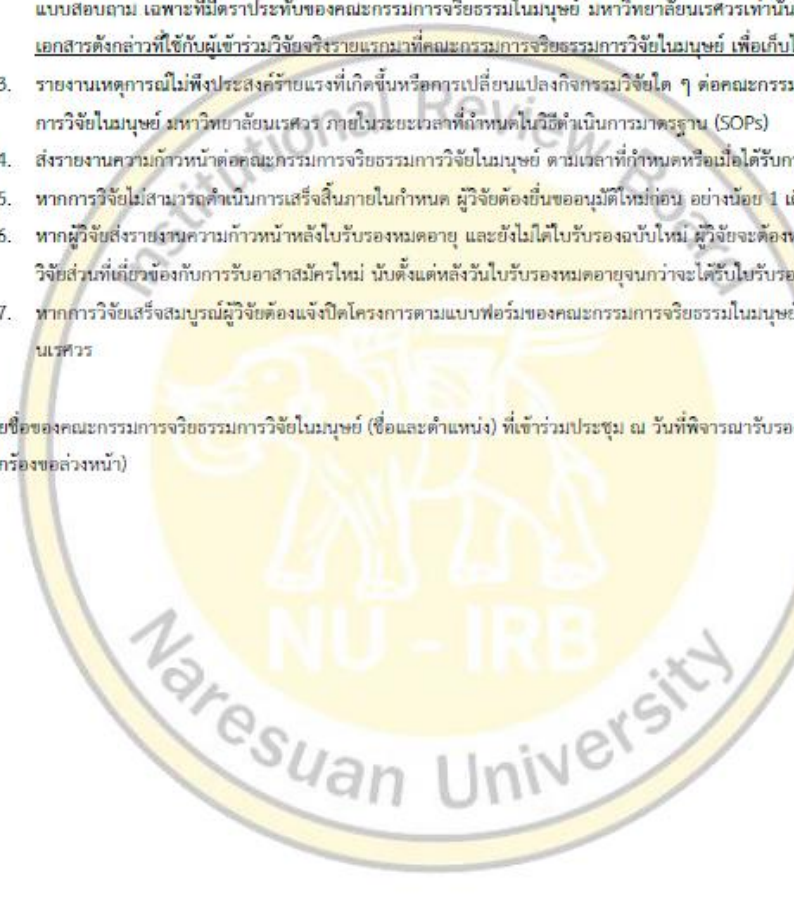 แบบสอบถาม เฉพาะที่มีตราประทับของคณะกรรมการจริยธรรมในมนุษย์ มหาวิทยาลัยนเรศวรเท่านั้น
เอกสารดังกล่าวที่ใช้กับผู้เข้าร่วมวิจัยจริงรายแรกมาที่คณะกรรมการจริยธรรมการวิจัยในมนุษย์ เพื่อเก็บไ
3. รายงานเหตุการณ์ไม่พึงประสงค์ร้ายแรงที่เกิดขึ้นหรือการเปลี่ยนแปลงกิจกรรมวิจัยใด ๆ ต่อคณะกรรม
การวิจัยในมนุษย์ มหาวิทยาลัยนเรศวร ภายในระยะเวลาที่กำหนดในวิธีดำเนินการมาตรฐาน (SOPs)
4. ส่งรายงานความก้าวหน้าต่อคณะกรรมการจริยธรรมการวิจัยในมนุษย์ ตามเวลาที่กำหนดหรือเมื่อได้รับกา
5. หากการวิจัยไม่สามารถดำเนินการเสร็จสิ้นภายในกำหนด ผู้วิจัยต้องยื่นขออนุมัติใหม่ก่อน อย่างน้อย 1 เ
6. หากผู้วิจัยส่งรายงานความก้าวหน้าหลังใบรับรองหมดอายุ และยังไม่ได้ใบรับรองฉบับใหม่ ผู้วิจัยจะต้องห
วิจัยส่วนที่เกี่ยวข้องกับการรับอาสาสมัครใหม่ นับตั้งแต่หลังวันใบรับรองหมดอายุจนกว่าจะได้รับใบรับรอ
7. หากการวิจัยเสร็จสมบูรณ์ผู้วิจัยต้องแจ้งปิดโครงการตามแบบฟอร์มของคณะกรรมการจริยธรรมในมนุษย์
นเรศวร
ยชื่อของคณะกรรมการจริยธรรมการวิจัยในมนุษย์ (ชื่อและตำแหน่ง) ที่เข้าร่วมประชุม ณ วันที่พิจารณารับรอ
กร้องขอล่วงหน้า)
Institutional Review Board
NU - IRB
Naresuan University